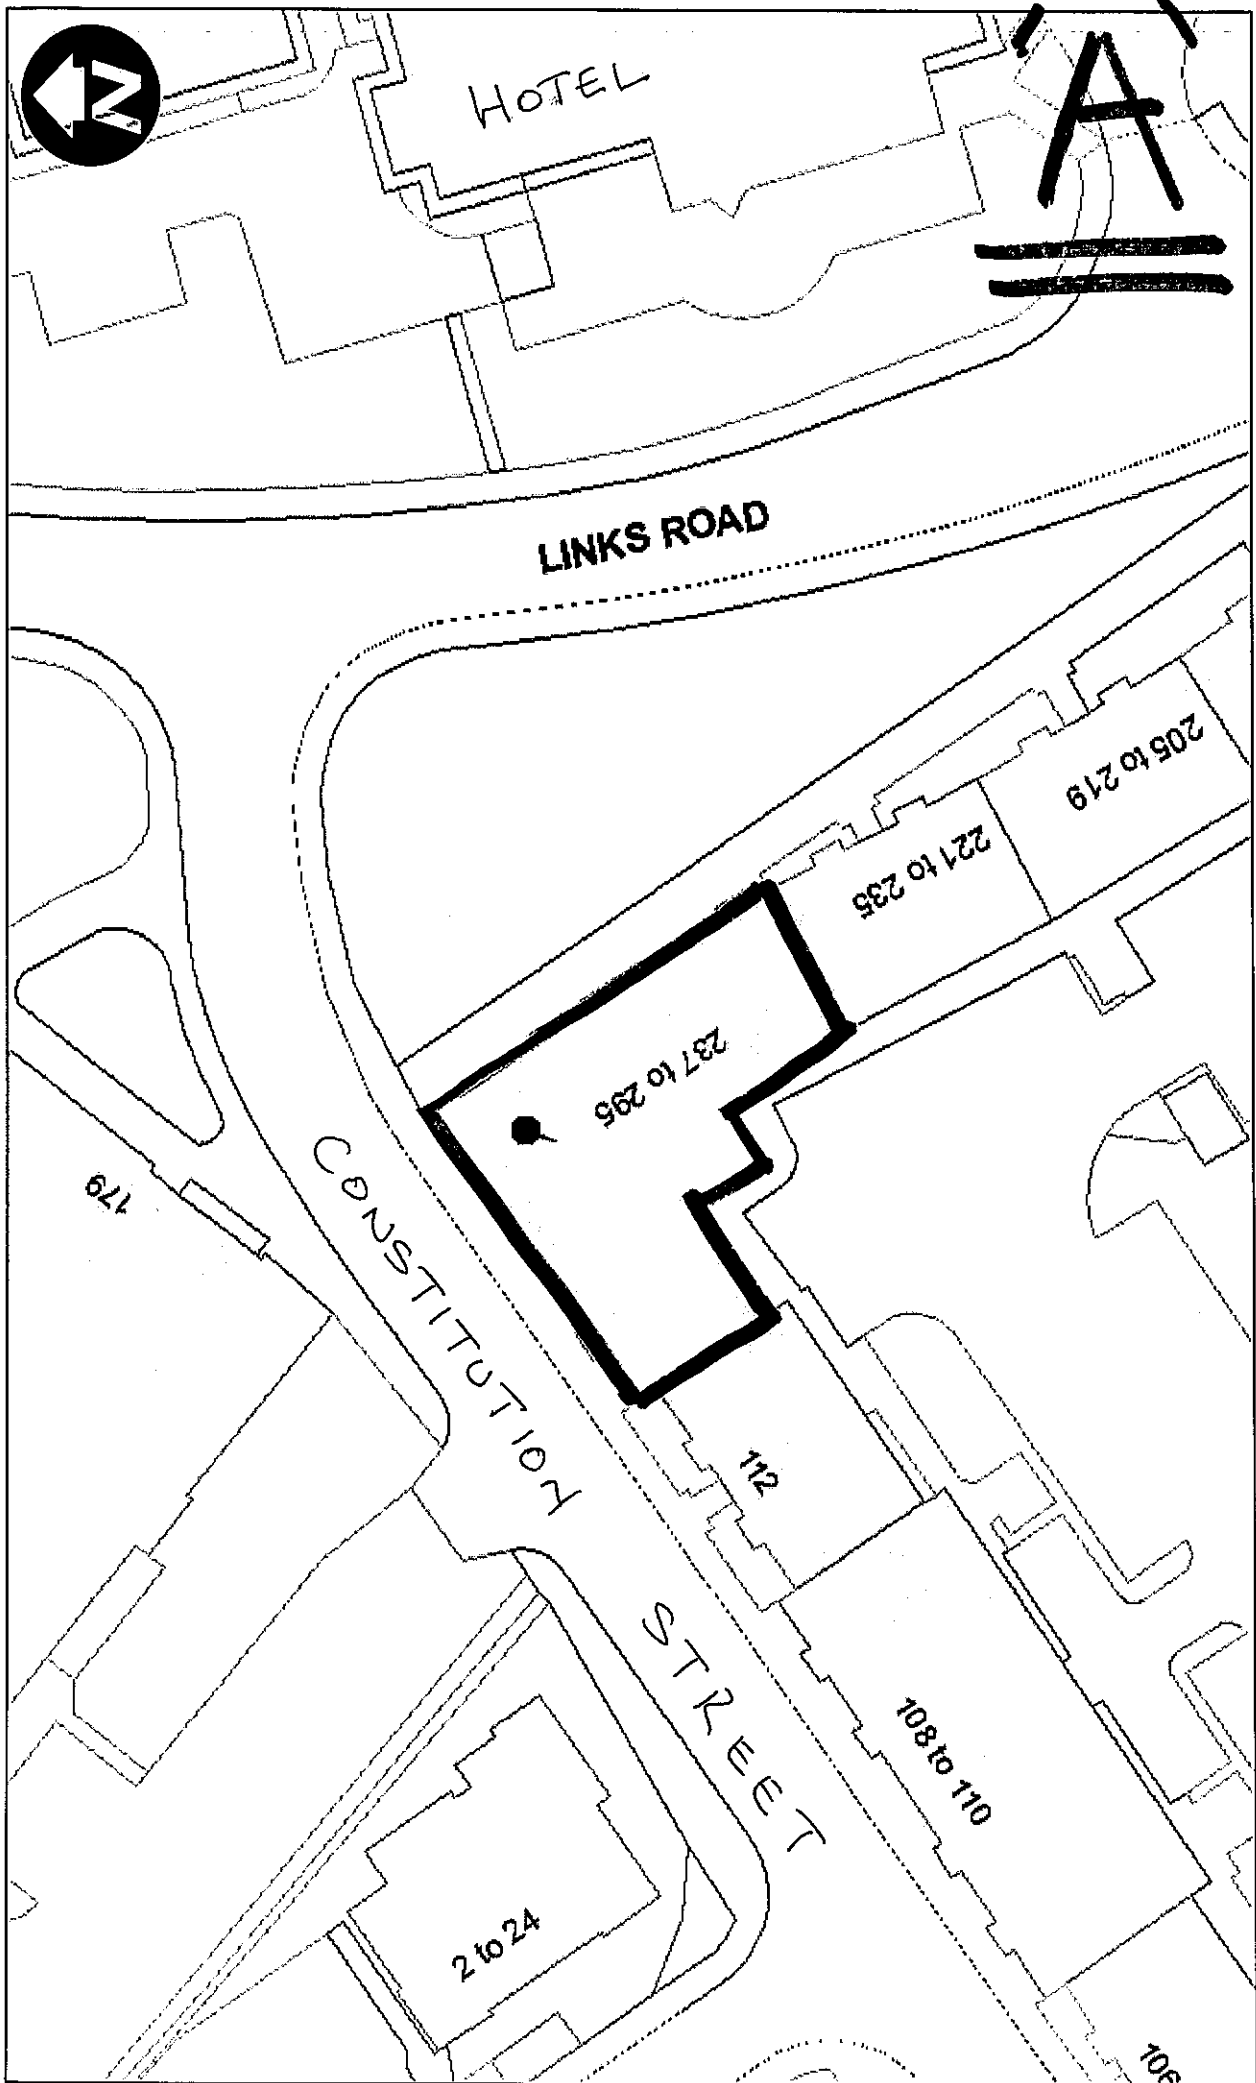 N
HOTEL
'A'
LINKS ROAD
205 to 219
221 to 235
237 to 295
179
CONSTITUTION
STREET
112
108 to 110
2 to 24
106